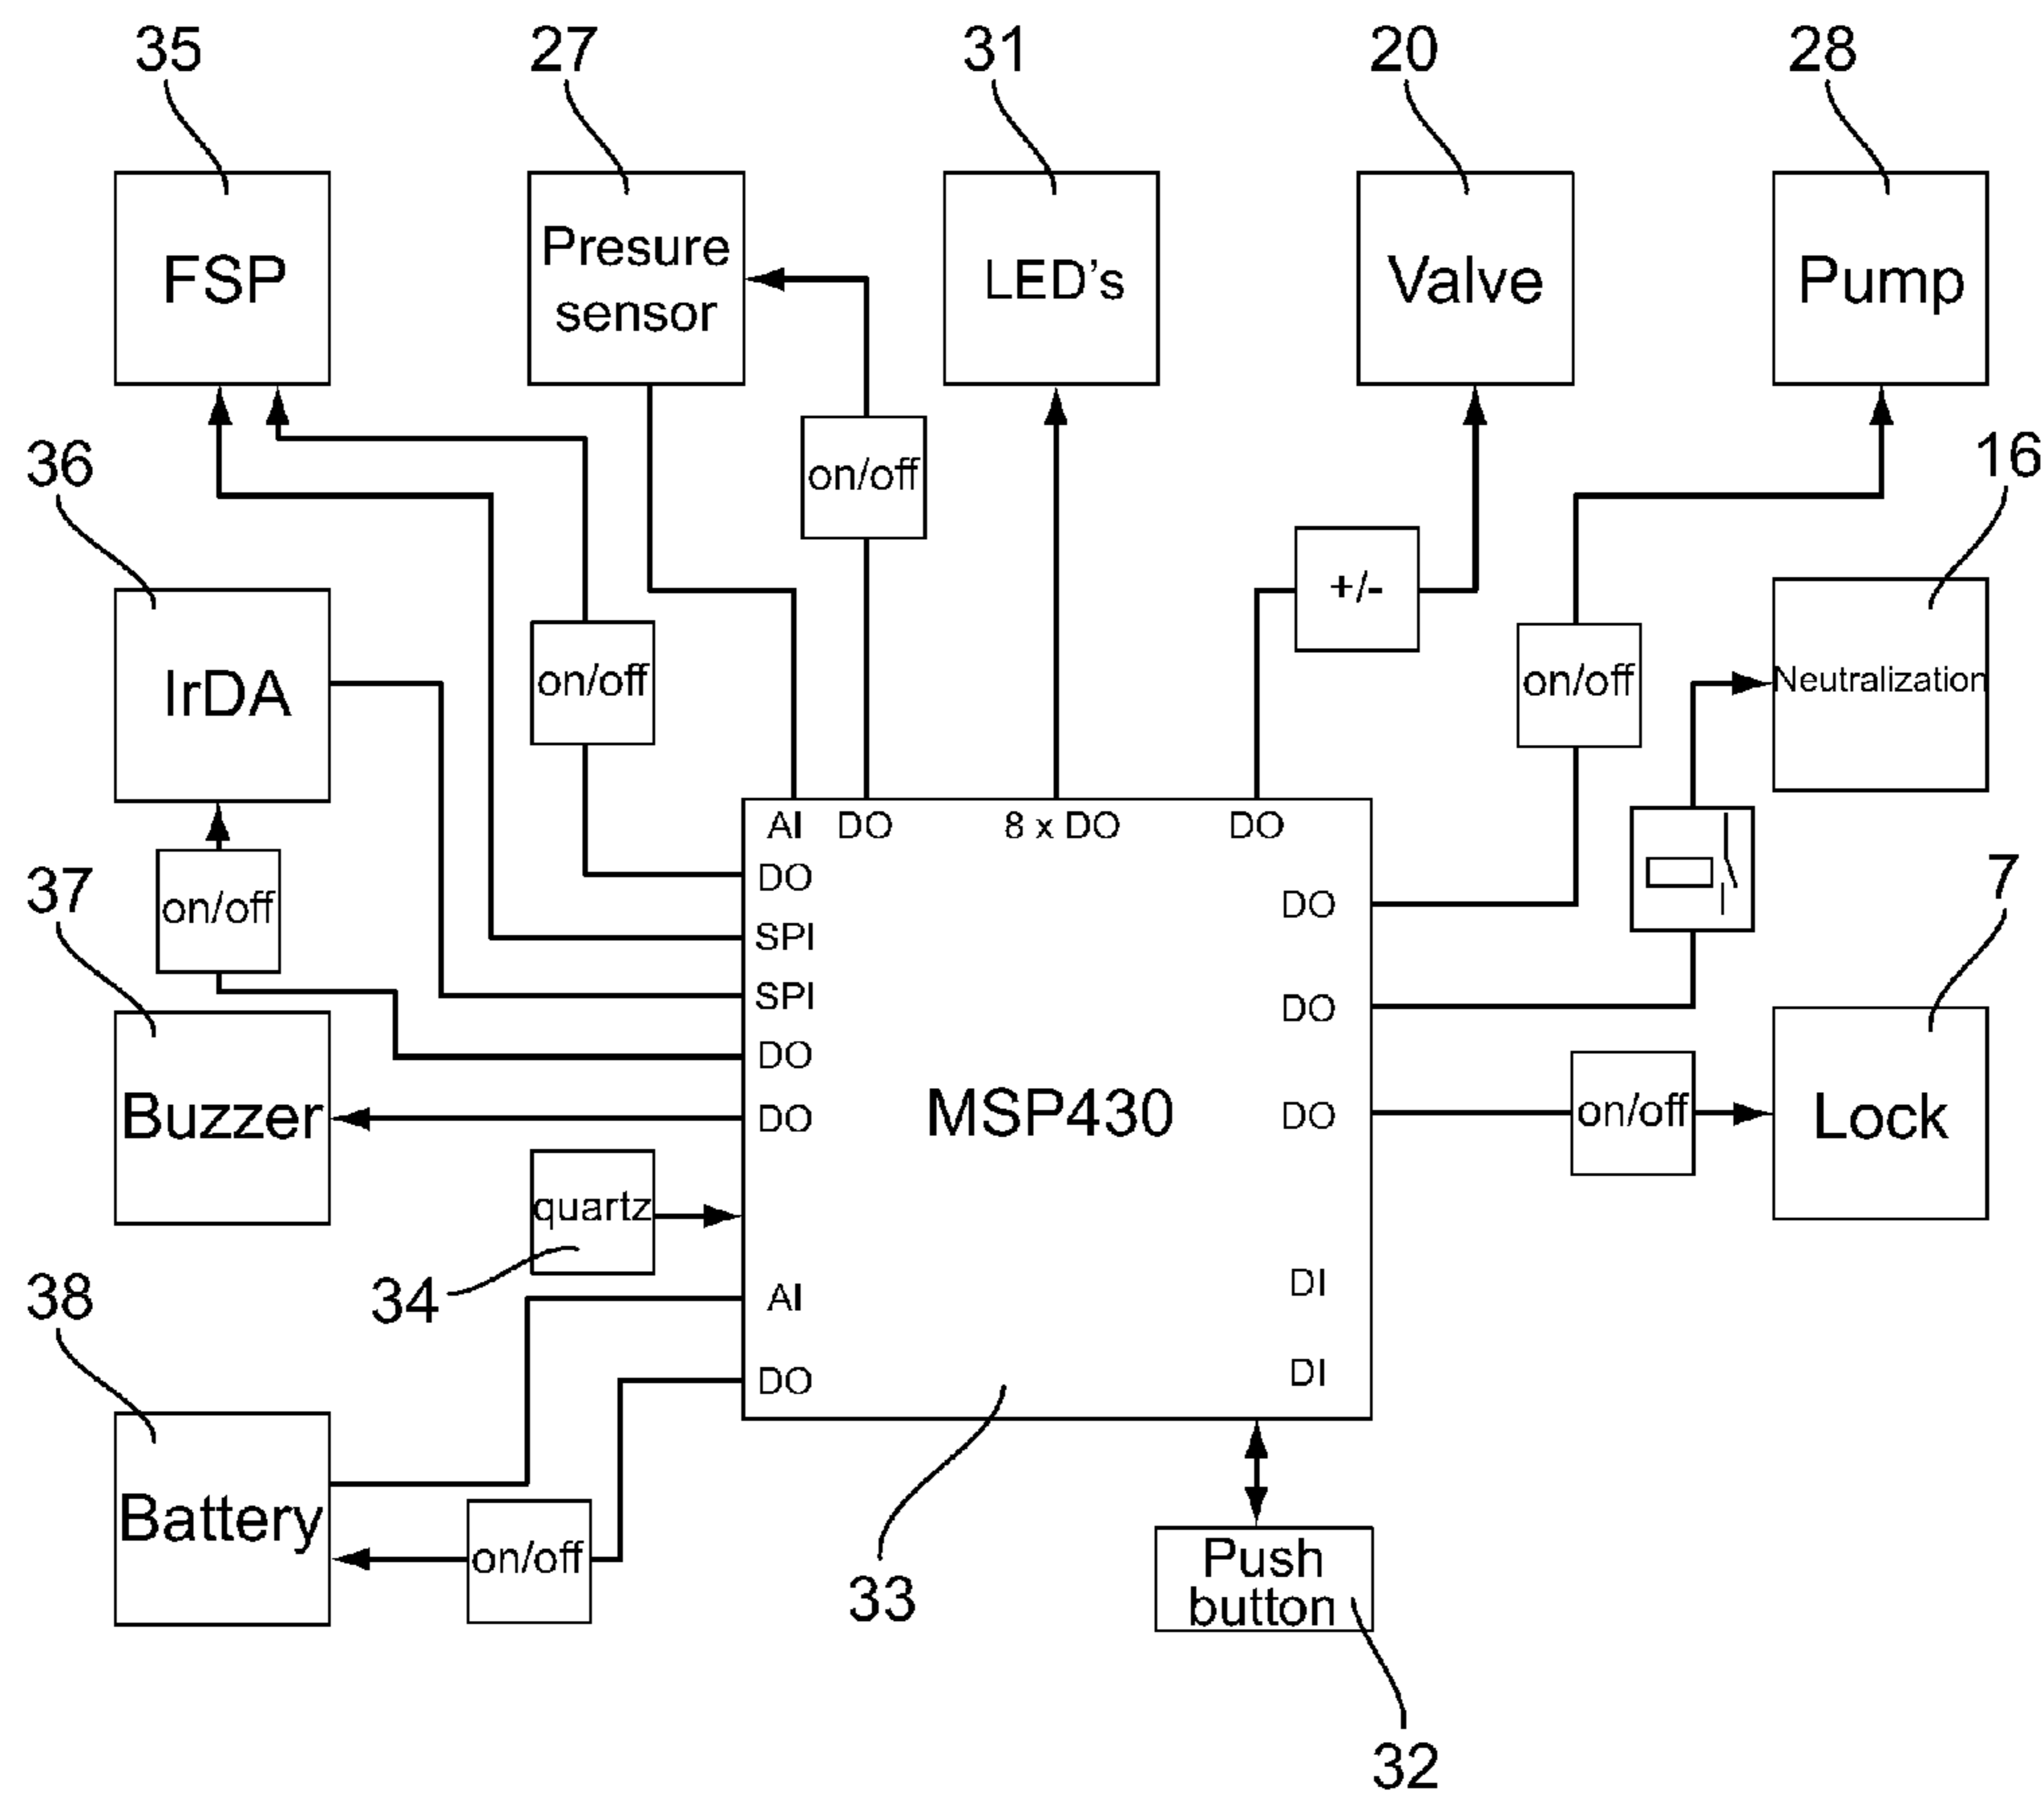 35
27
31
20
28
FSP
Presure
sensor
LED's
Valve
Pump
36
on/off
16
+/-
IrDA
on/off
on/off
Neutralization
AI DO 8 x DO DO
37
on/off
DO
DO
7
SPI
SPI
DO
DO
Buzzer
DO
MSP430
DO
on/off
Lock
quartz
34
38
AI
DI
DO
DI
Battery
on/off
33
Push
button
32